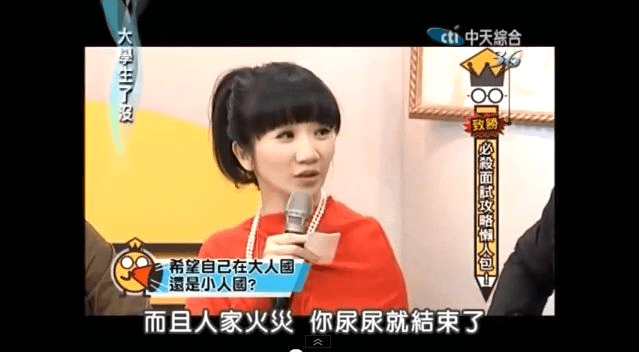 大學生了沒
cti 中天綜合
36
致勝
必殺面試攻略懶人包!
希望自己在大人國
還是小人國?
而且人家火災 你尿尿就結束了